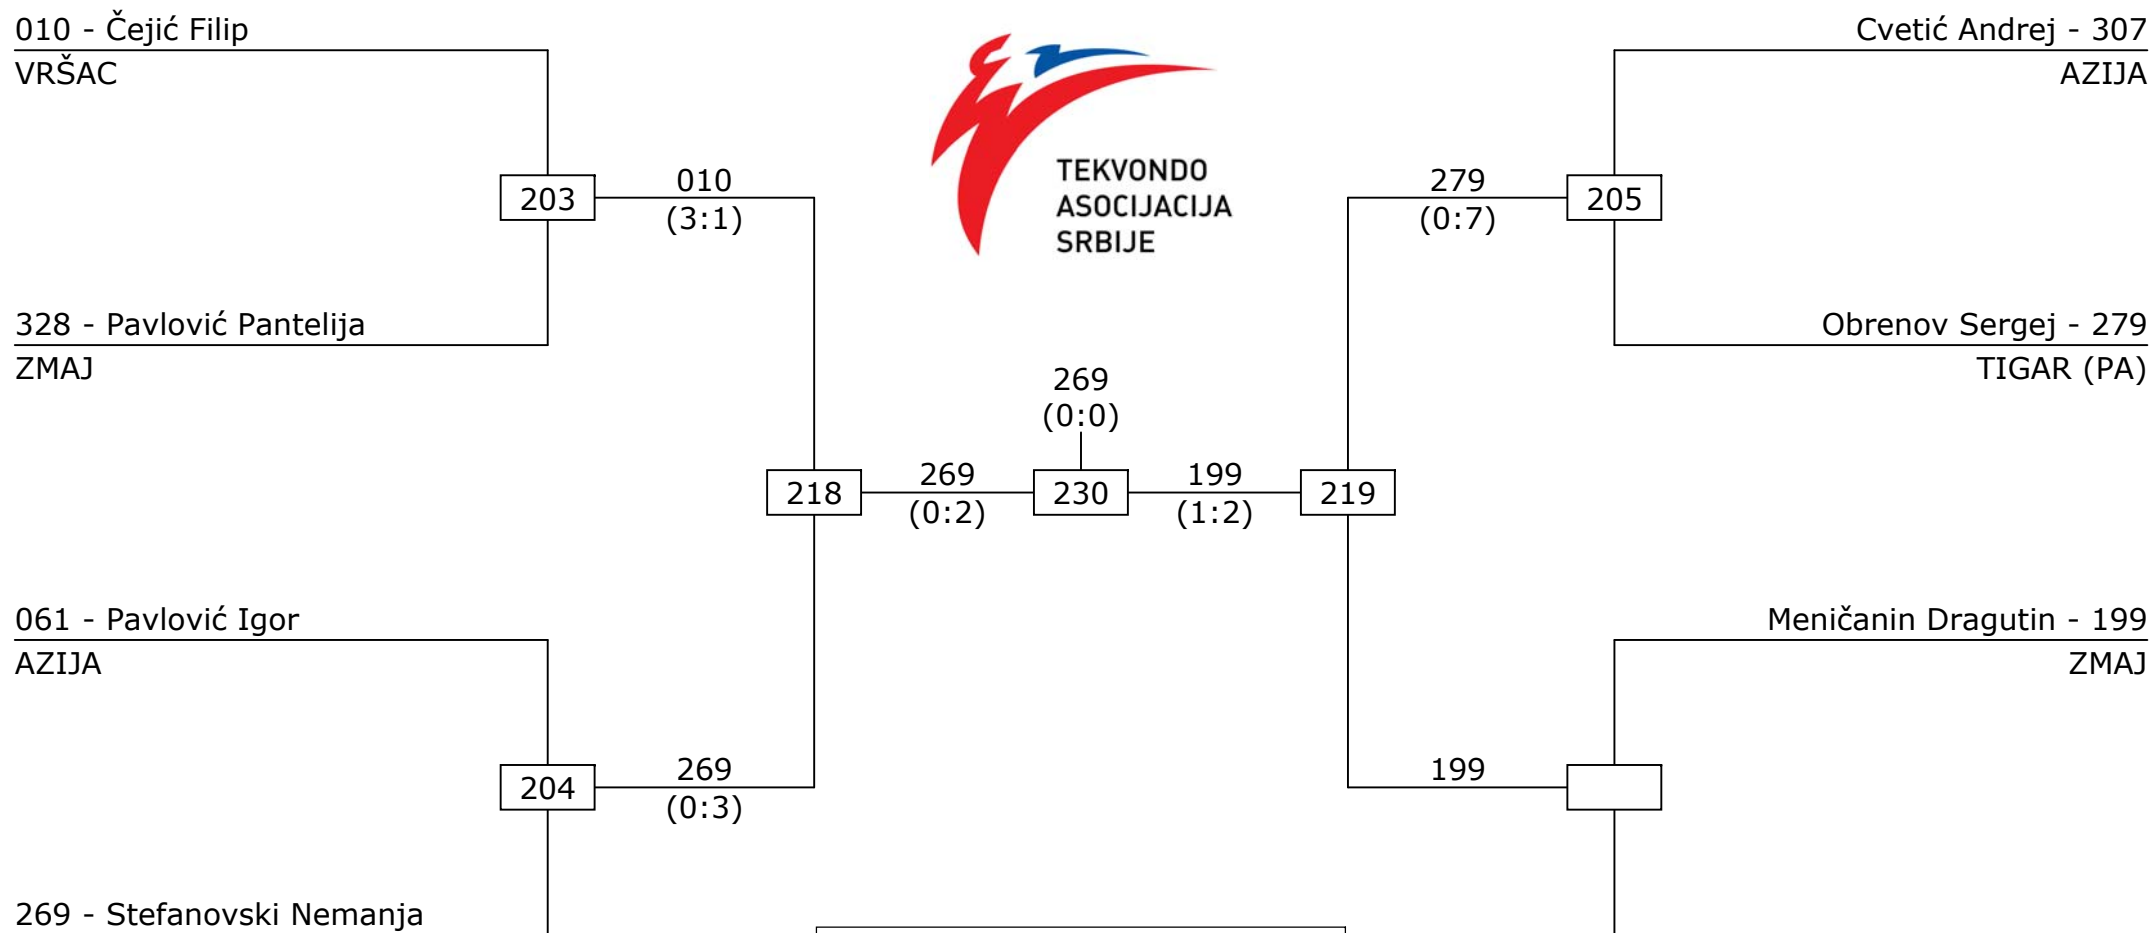 010 - Čejić Filip
VRŠAC
Cvetić Andrej - 307
AZIJA
TEKVONDO
ASOCIJACIJA
SRBIJE
203
010
(3:1)
279
(0:7)
205
328 - Pavlović Pantelija
ZMAJ
Obrenov Sergej - 279
TIGAR (PA)
269
(0:0)
218
269
(0:2)
230
199
(1:2)
219
061 - Pavlović Igor
AZIJA
Meničanin Dragutin - 199
ZMAJ
204
269
(0:3)
199
269 - Stefanovski Nemanja